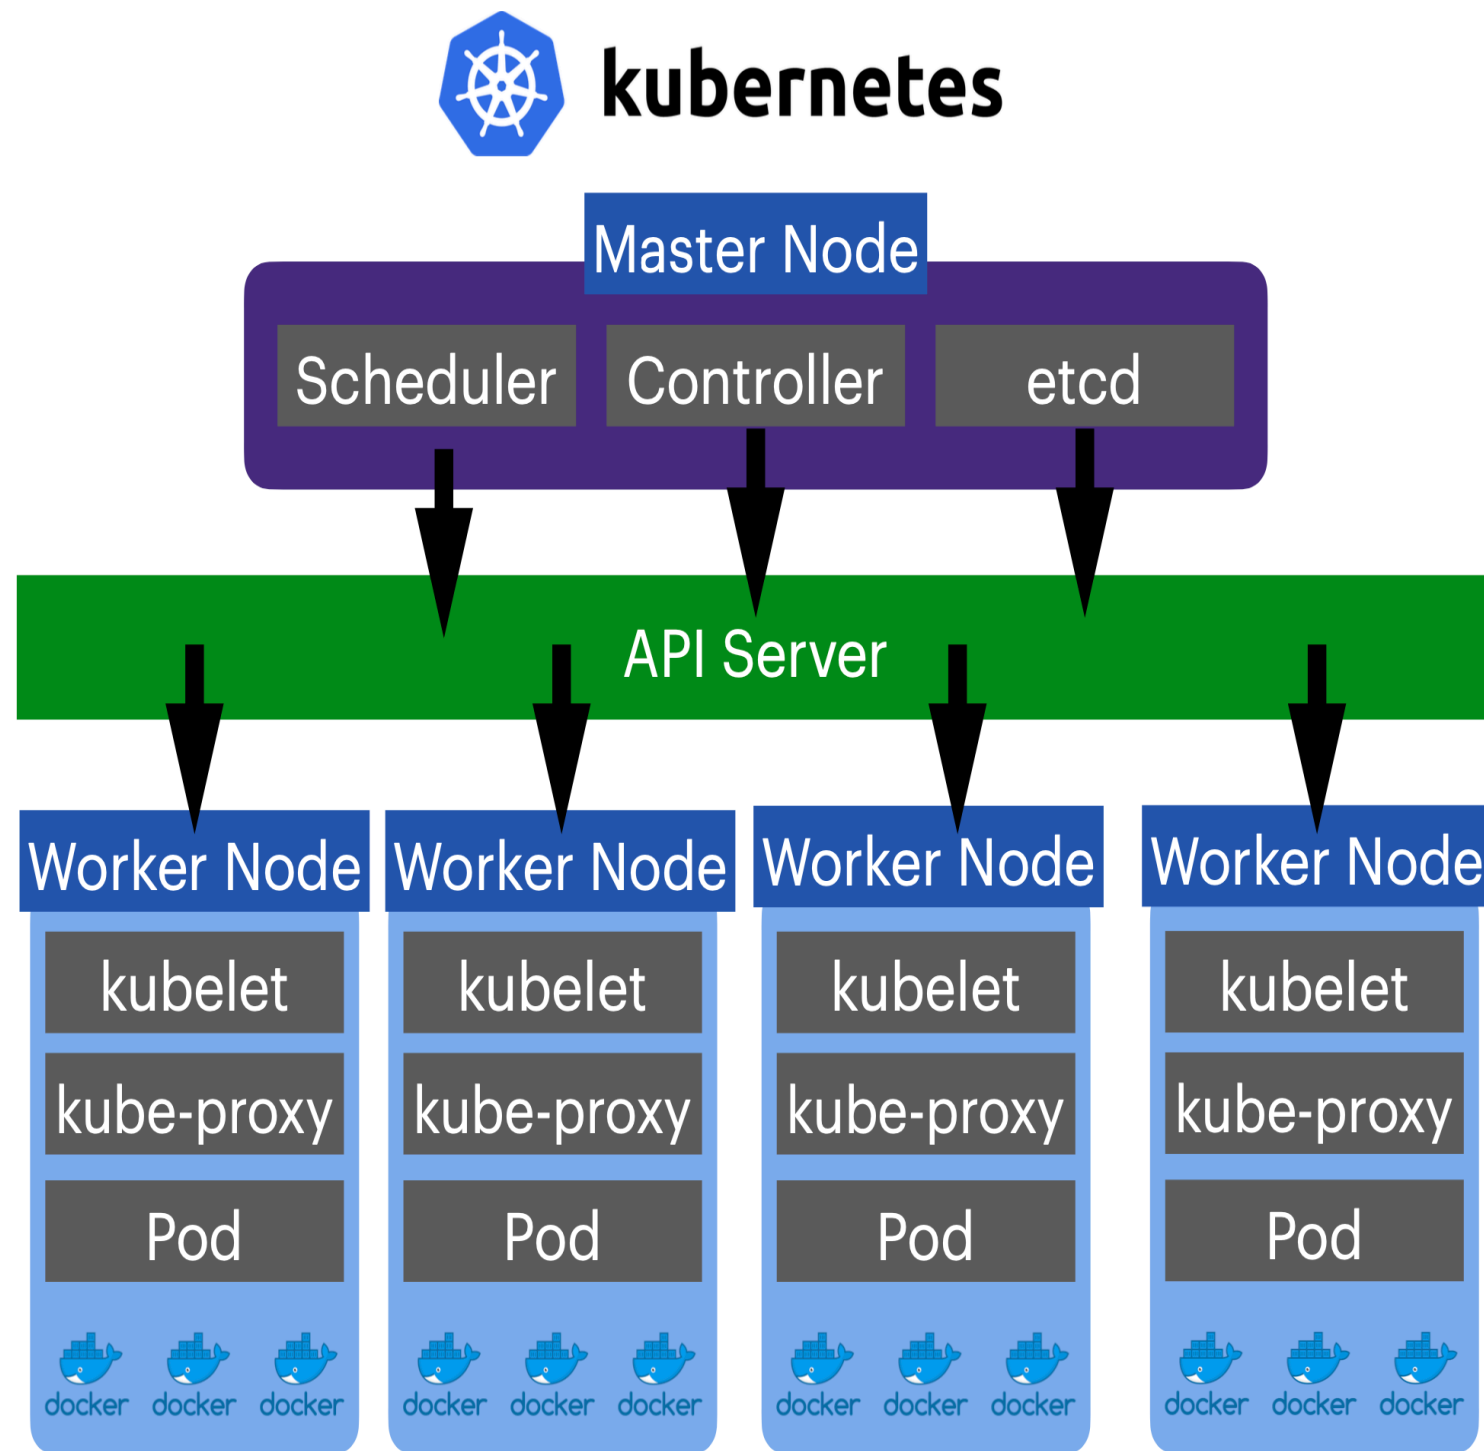 kubernetes
Master Node
Scheduler Controller etcd
API Server
Worker Node Worker Node Worker Node Worker Node
kubelet kubelet kubelet kubelet
kube-proxy kube-proxy kube-proxy kube-proxy
Pod Pod Pod Pod
docker docker docker docker docker docker docker docker docker docker docker docker